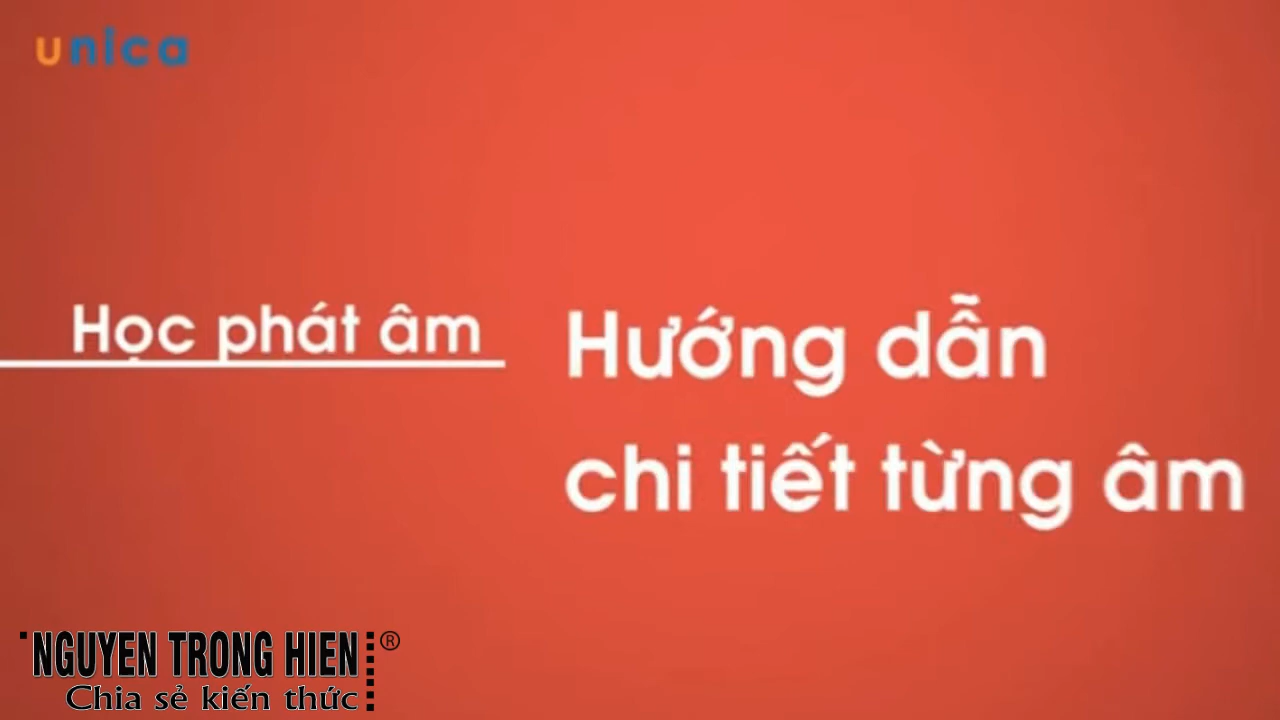 unica
Học phát âm
Hướng dẫn
chi tiết từng âm
NGUYEN TRONG HIEN ®
Chia sẻ kiến thức